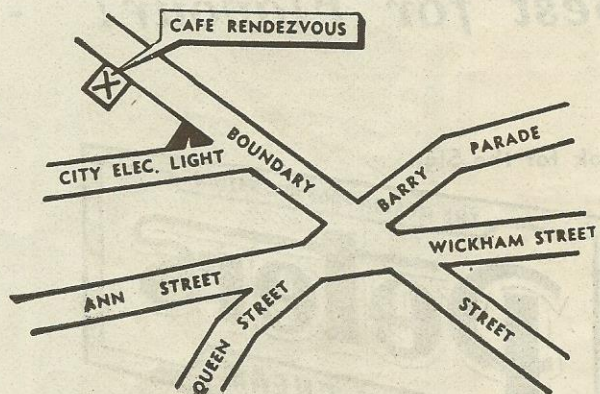 CAFE RENDEZVOUS
CITY ELEC. LIGHT
BOUNDARY
BARRY PARADE
WICKHAM STREET
ANN STREET
QUEEN STREET
STREET